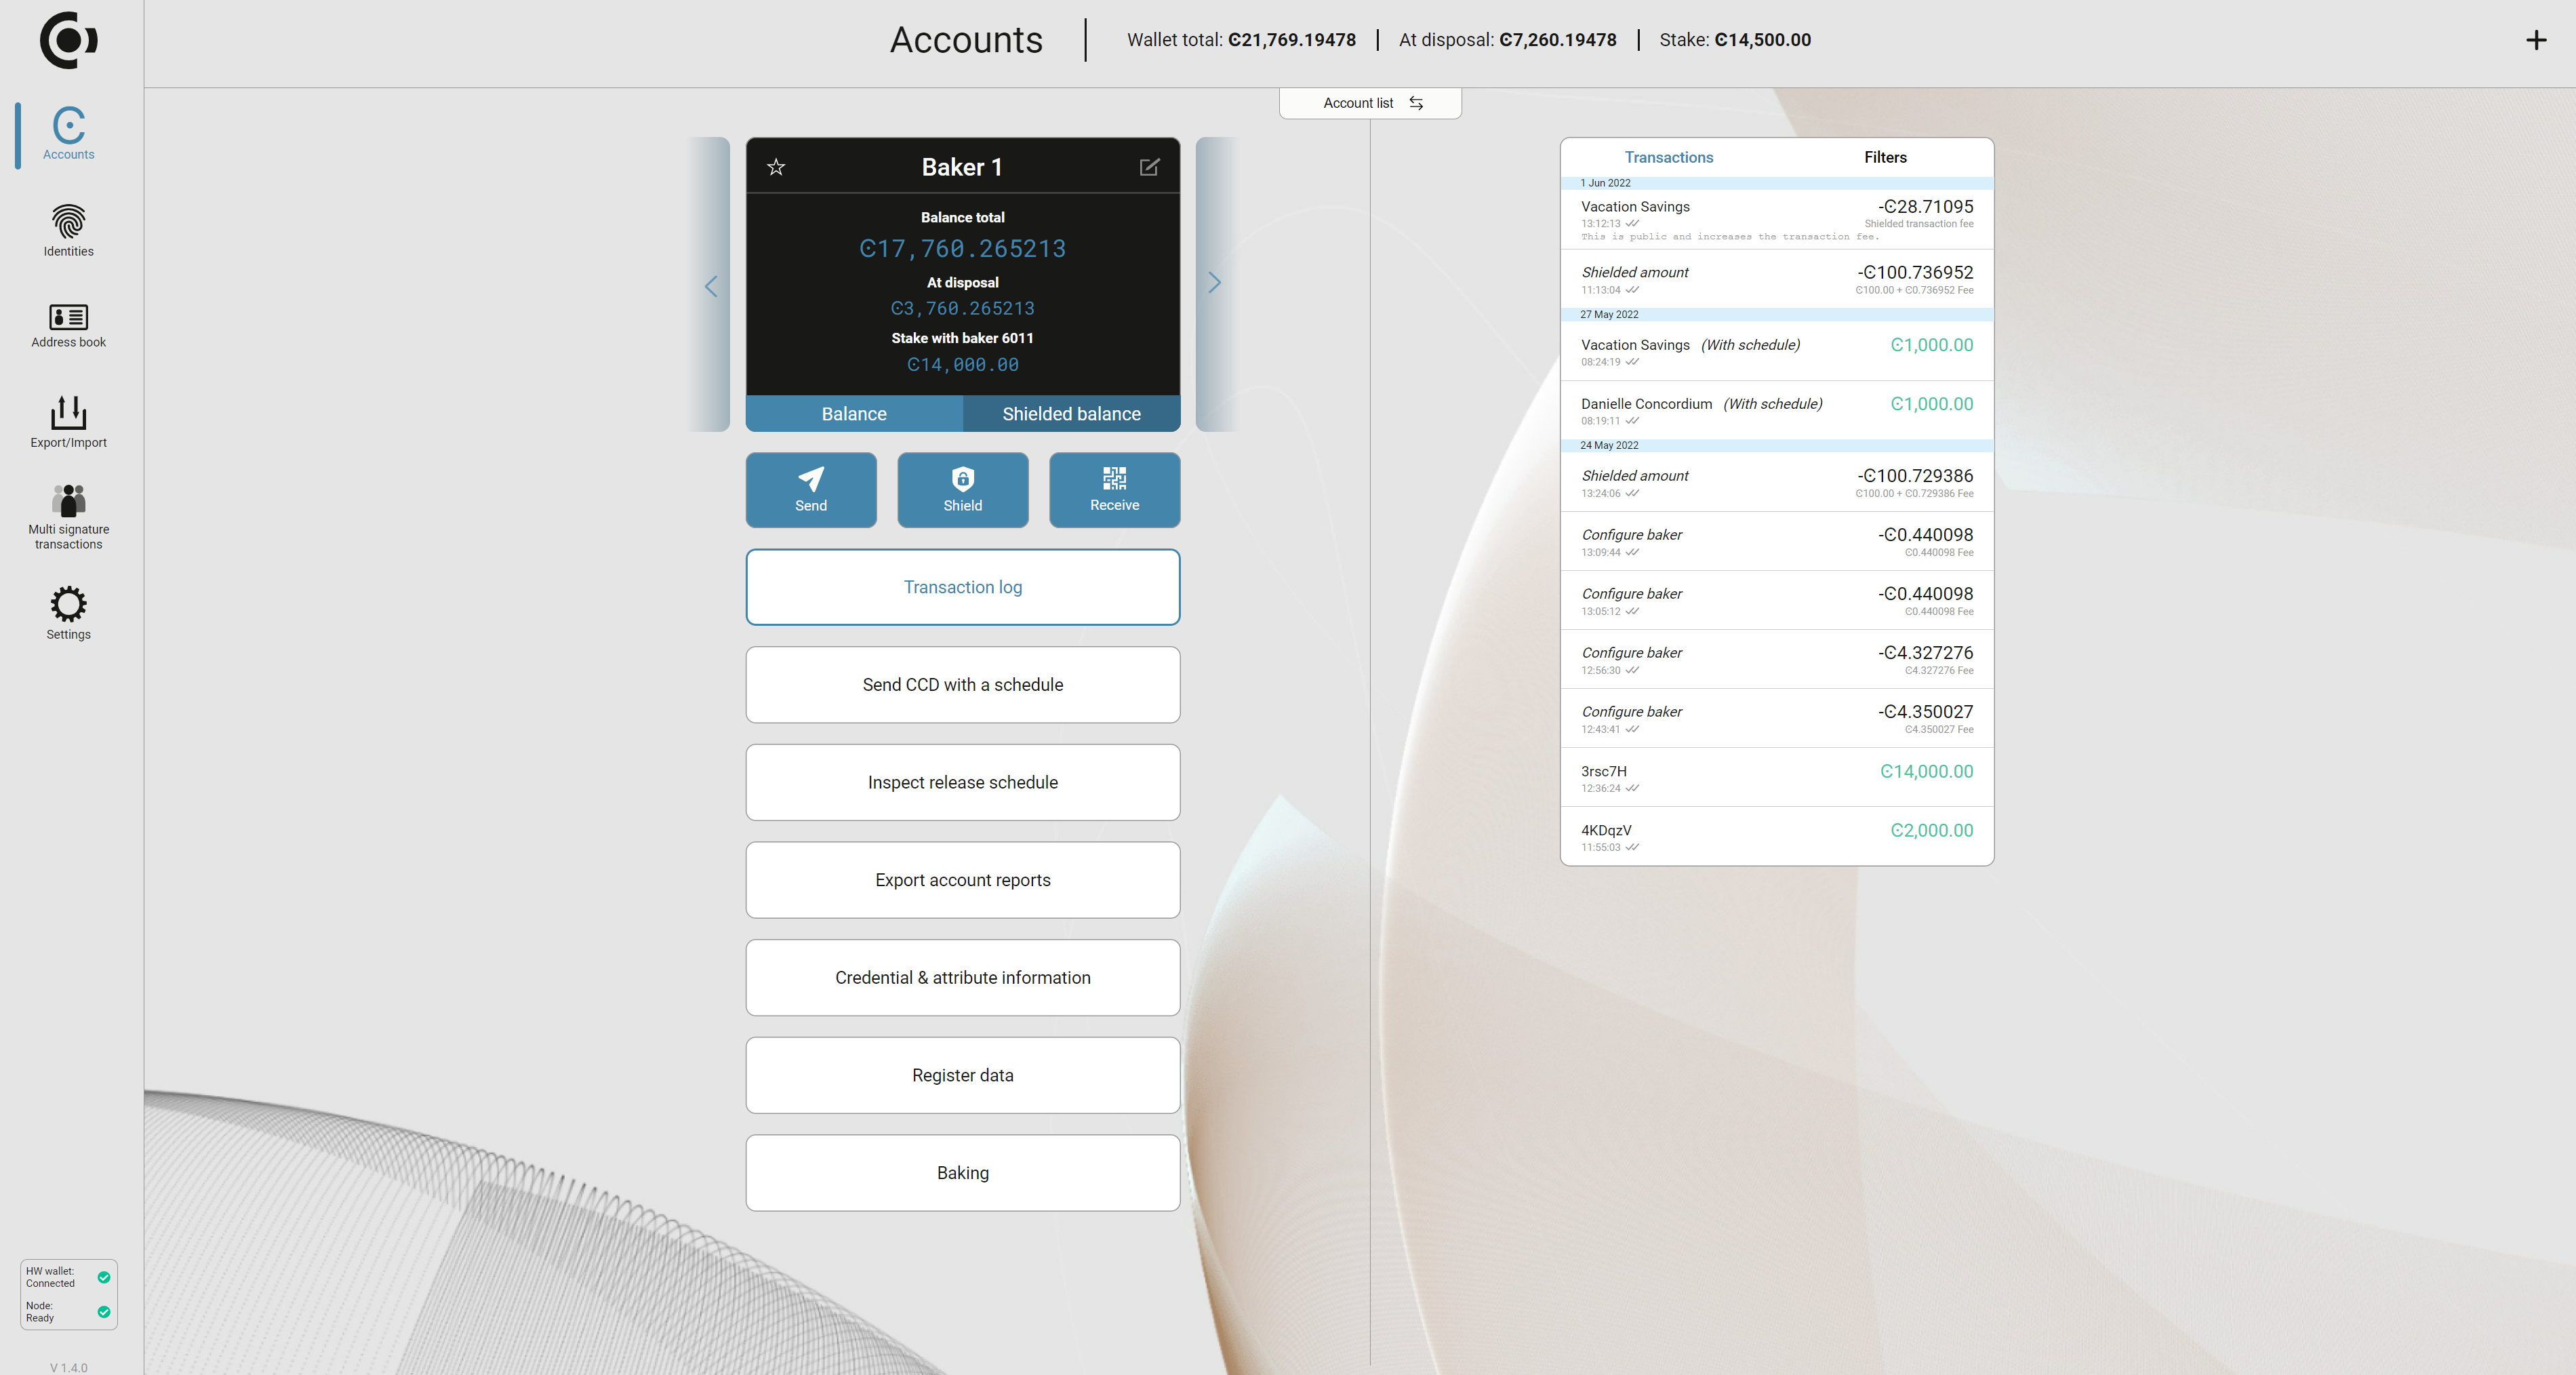 Accounts
Wallet total: Ͼ21,769.19478
At disposal: Ͼ7,260.19478
Stake: Ͼ14,500.00
Accounts
Identities
Address book
Export/Import
Multi signature
transactions
Settings
HW wallet:
Connected
Node:
Ready
V 1.4.0
Account list
Baker 1
Balance total
Ͼ17,760.265213
At disposal
Ͼ3,760.265213
Stake with baker 6011
Ͼ14,000.00
Balance
Shielded balance
Send
Shield
Receive
Transaction log
Send CCD with a schedule
Inspect release schedule
Export account reports
Credential & attribute information
Register data
Baking
Transactions
Filters
1 Jun 2022
Vacation Savings -Ͼ28.71095
13:12:13 Shielded transaction fee
This is public and increases the transaction fee.
Shielded amount -Ͼ100.736952
11:13:04 Ͼ100.00 + Ͼ0.736952 Fee
27 May 2022
Vacation Savings (With schedule) Ͼ1,000.00
08:24:19
Danielle Concordium (With schedule) Ͼ1,000.00
08:19:11
24 May 2022
Shielded amount -Ͼ100.729386
13:24:06 Ͼ100.00 + Ͼ0.729386 Fee
Configure baker -Ͼ0.440098
13:09:44 Ͼ0.440098 Fee
Configure baker -Ͼ0.440098
13:05:12 Ͼ0.440098 Fee
Configure baker -Ͼ4.327276
12:56:30 Ͼ4.327276 Fee
Configure baker -Ͼ4.350027
12:43:41 Ͼ4.350027 Fee
3rsc7H Ͼ14,000.00
12:36:24
4KDqzV Ͼ2,000.00
11:55:03